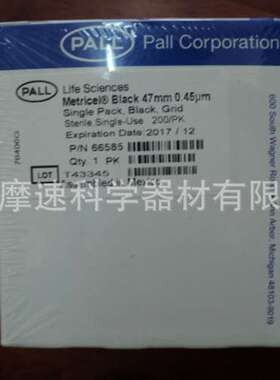 PALL Pall Corporation
PALL Life Sciences
Metricel® Black 47mm 0.45µm
Single Pack, Black, Grid
Sterile, Single-Use 200/PK
Expiration Date: 2017 / 12
P/N 66585
Qty. 1 PK
LOT T43345
摩速科学器材有限
600 South Wagner
Ann Arbor, Michigan 48103-9019